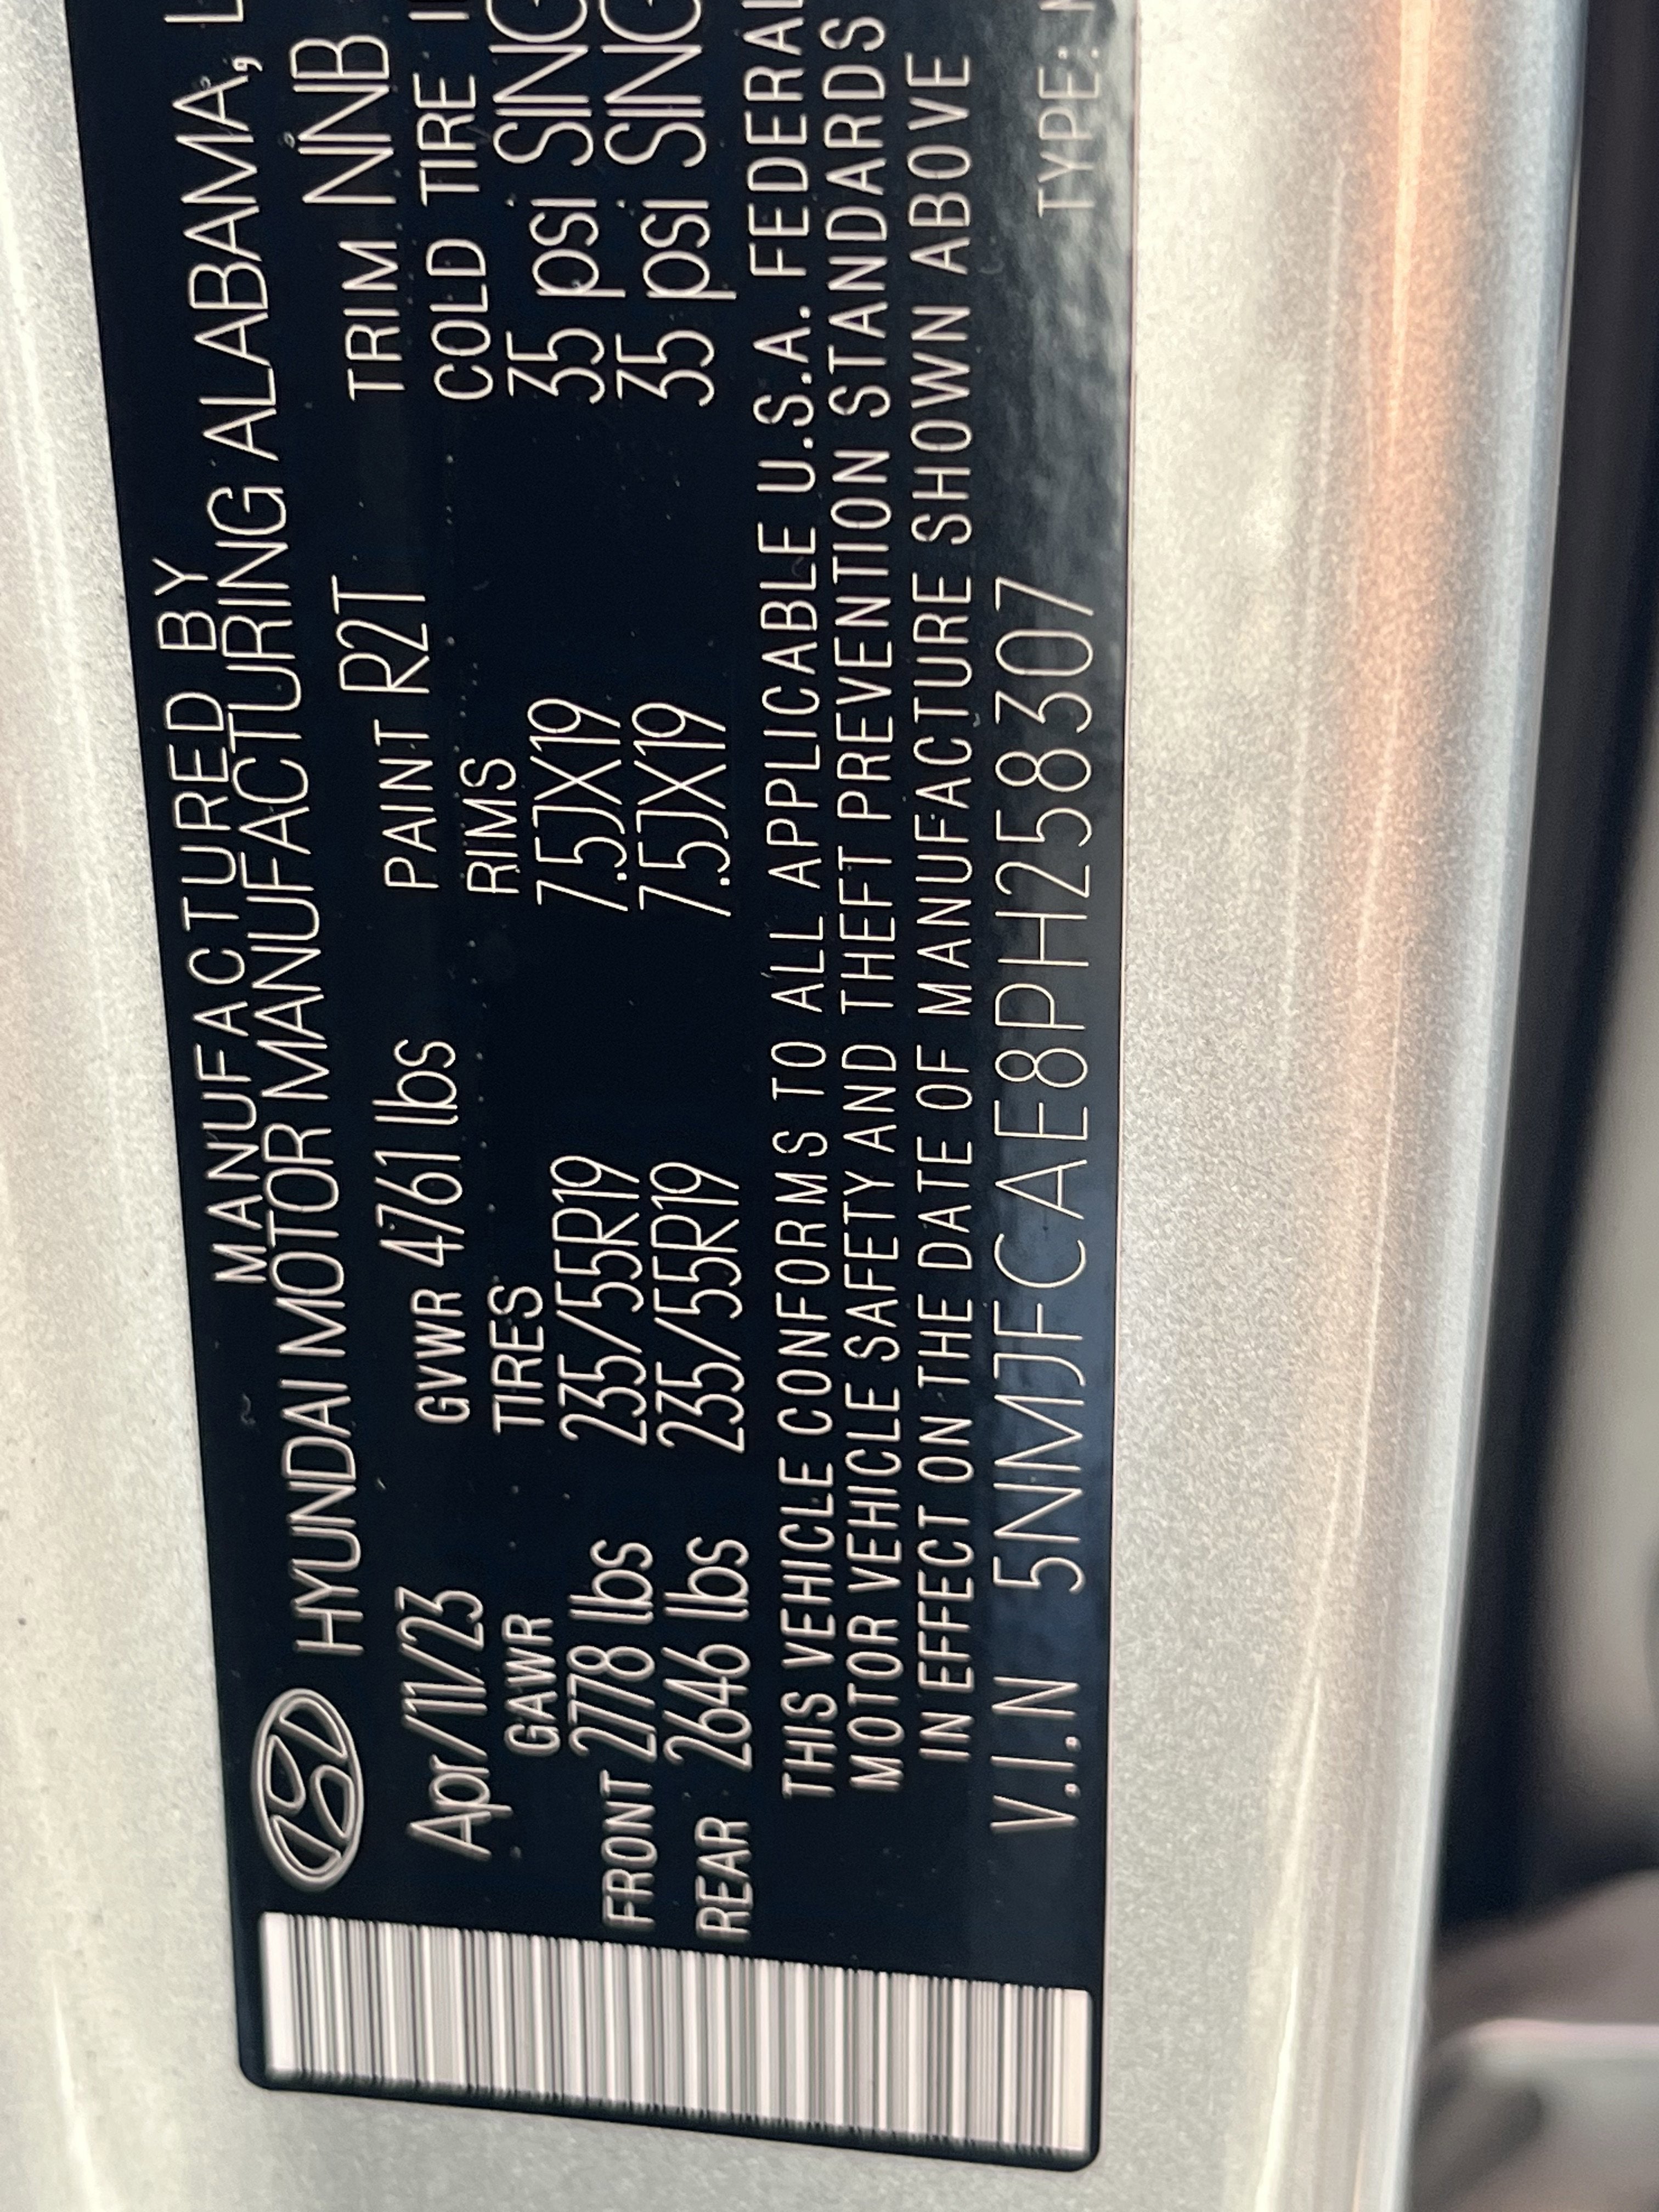 MANUFACTURED BY
HYUNDAI MOTOR MANUFACTURING ALABAMA,
Apr/11/23 GVWR 4761 lbs PAINT R2T TRIM NNB
GAWR TIRES RIMS COLD TIRE
FRONT 2778 lbs 235/55R19 7.5JX19 35 psi SING
REAR 2646 lbs 235/55R19 7.5JX19 35 psi SING
THIS VEHICLE CONFORMS TO ALL APPLICABLE U.S.A. FEDERAL
MOTOR VEHICLE SAFETY AND THEFT PREVENTION STANDARDS
IN EFFECT ON THE DATE OF MANUFACTURE SHOWN ABOVE
V.I.N 5NMJFCAE8PH258307 TYPE: